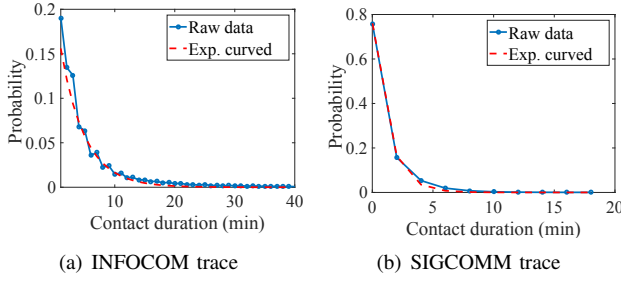 0.2
0.15
0.1
0.05
0
Probability
Raw data
Exp. curved
10 20 30 40
Contact duration (min)
(a) INFOCOM trace
0.8
0.6
0.4
0.2
0.0
Probability
Raw data
Exp. curved
0 5 10 15 20
Contact duration (min)
(b) SIGCOMM trace